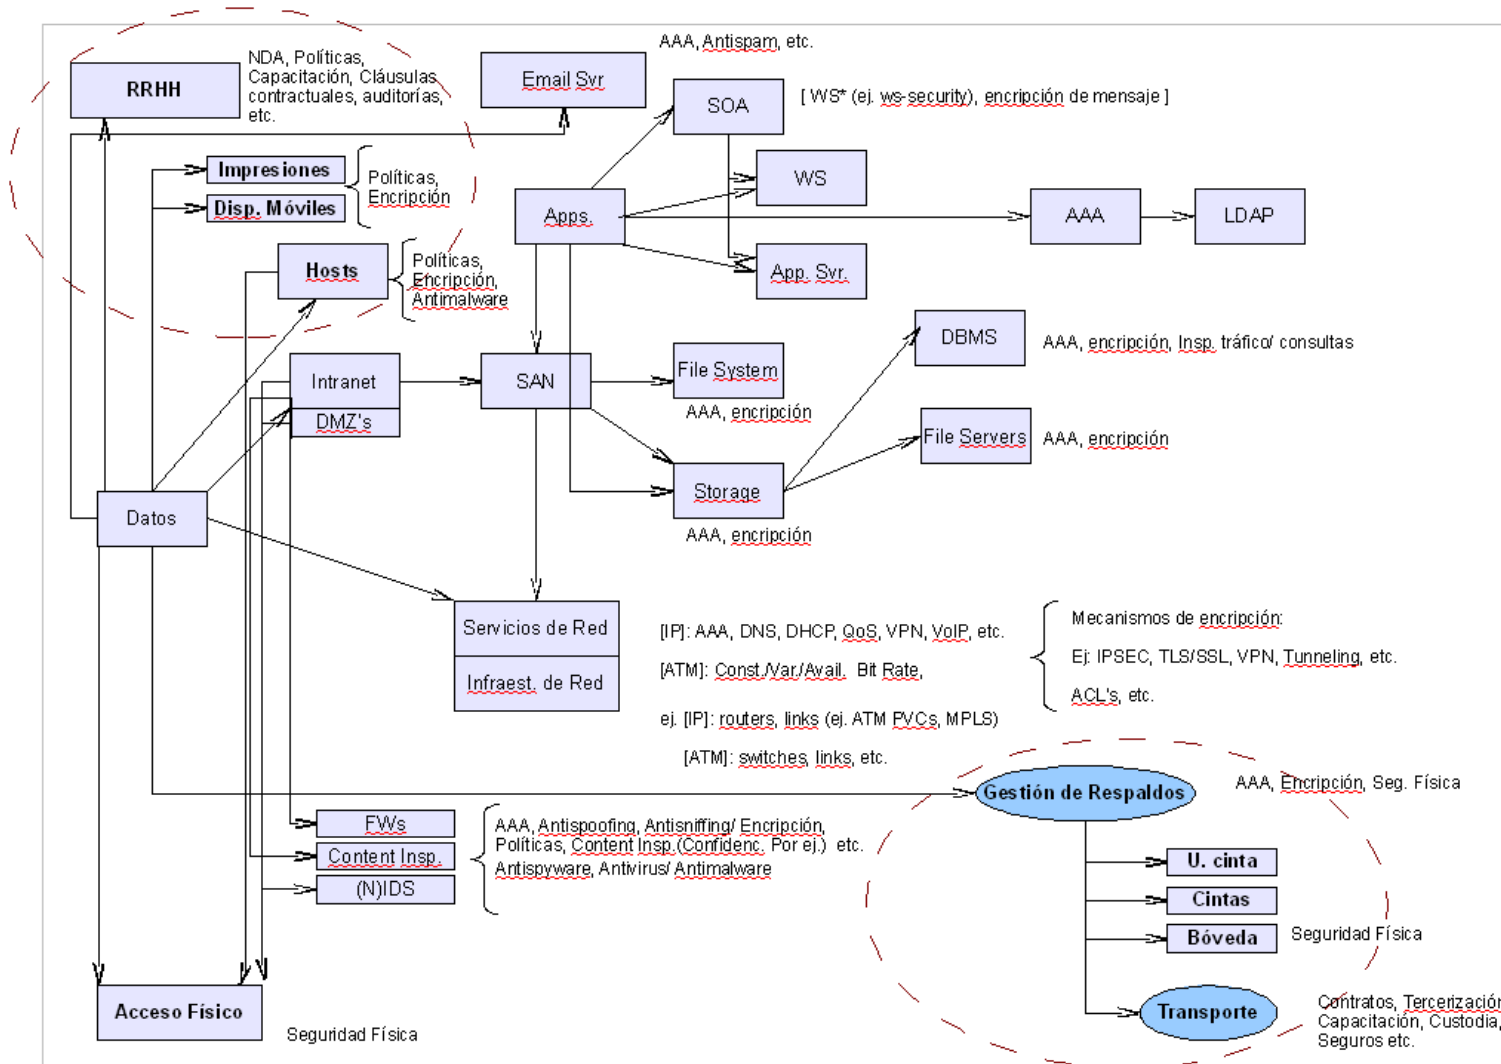 AAA, Antispam, etc.
NDA, Políticas,
Capacitación, Cláusulas
contractuales, auditorías,
etc.
RRHH
Email Svr
SOA
[ WS* (ej. ws-security), encripción de mensaje ]
Impresiones
Disp. Móviles
Políticas,
Encripción
WS
Apps.
AAA
LDAP
Hosts
Políticas,
Encripción,
Antimalware
App. Svr.
DBMS
AAA, encripción, Insp. tráfico/ consultas
Intranet
DMZ's
SAN
File System
AAA, encripción
File Servers
AAA, encripción
Storage
AAA, encripción
Datos
Servicios de Red
Infraest. de Red
[IP]: AAA, DNS, DHCP, QoS, VPN, VoIP, etc.
[ATM]: Const./Var./Avail. Bit Rate,
ej. [IP]: routers, links (ej. ATM PVCs, MPLS)
[ATM]: switches, links, etc.
Mecanismos de encripción:
Ej: IPSEC, TLS/SSL, VPN, Tunneling, etc.
ACL's, etc.
Gestión de Respaldos
AAA, Encripción, Seg. Física
FWs
Content Insp.
(N)IDS
AAA, Antispoofing, Antisniffing/ Encripción,
Políticas, Content Insp.(Confidenc. Por ej.) etc.
Antispyware, Antivirus/ Antimalware
U. cinta
Cintas
Bóveda
Seguridad Física
Acceso Físico
Seguridad Física
Transporte
Contratos, Tercerización
Capacitación, Custodia,
Seguros etc.